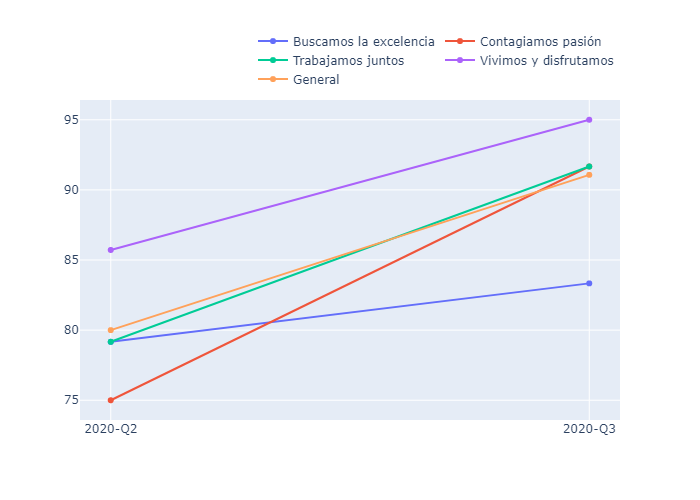 Buscamos la excelencia Contagiamos pasión
Trabajamos juntos Vivimos y disfrutamos
General
95
90
85
80
75
2020-Q2 2020-Q3